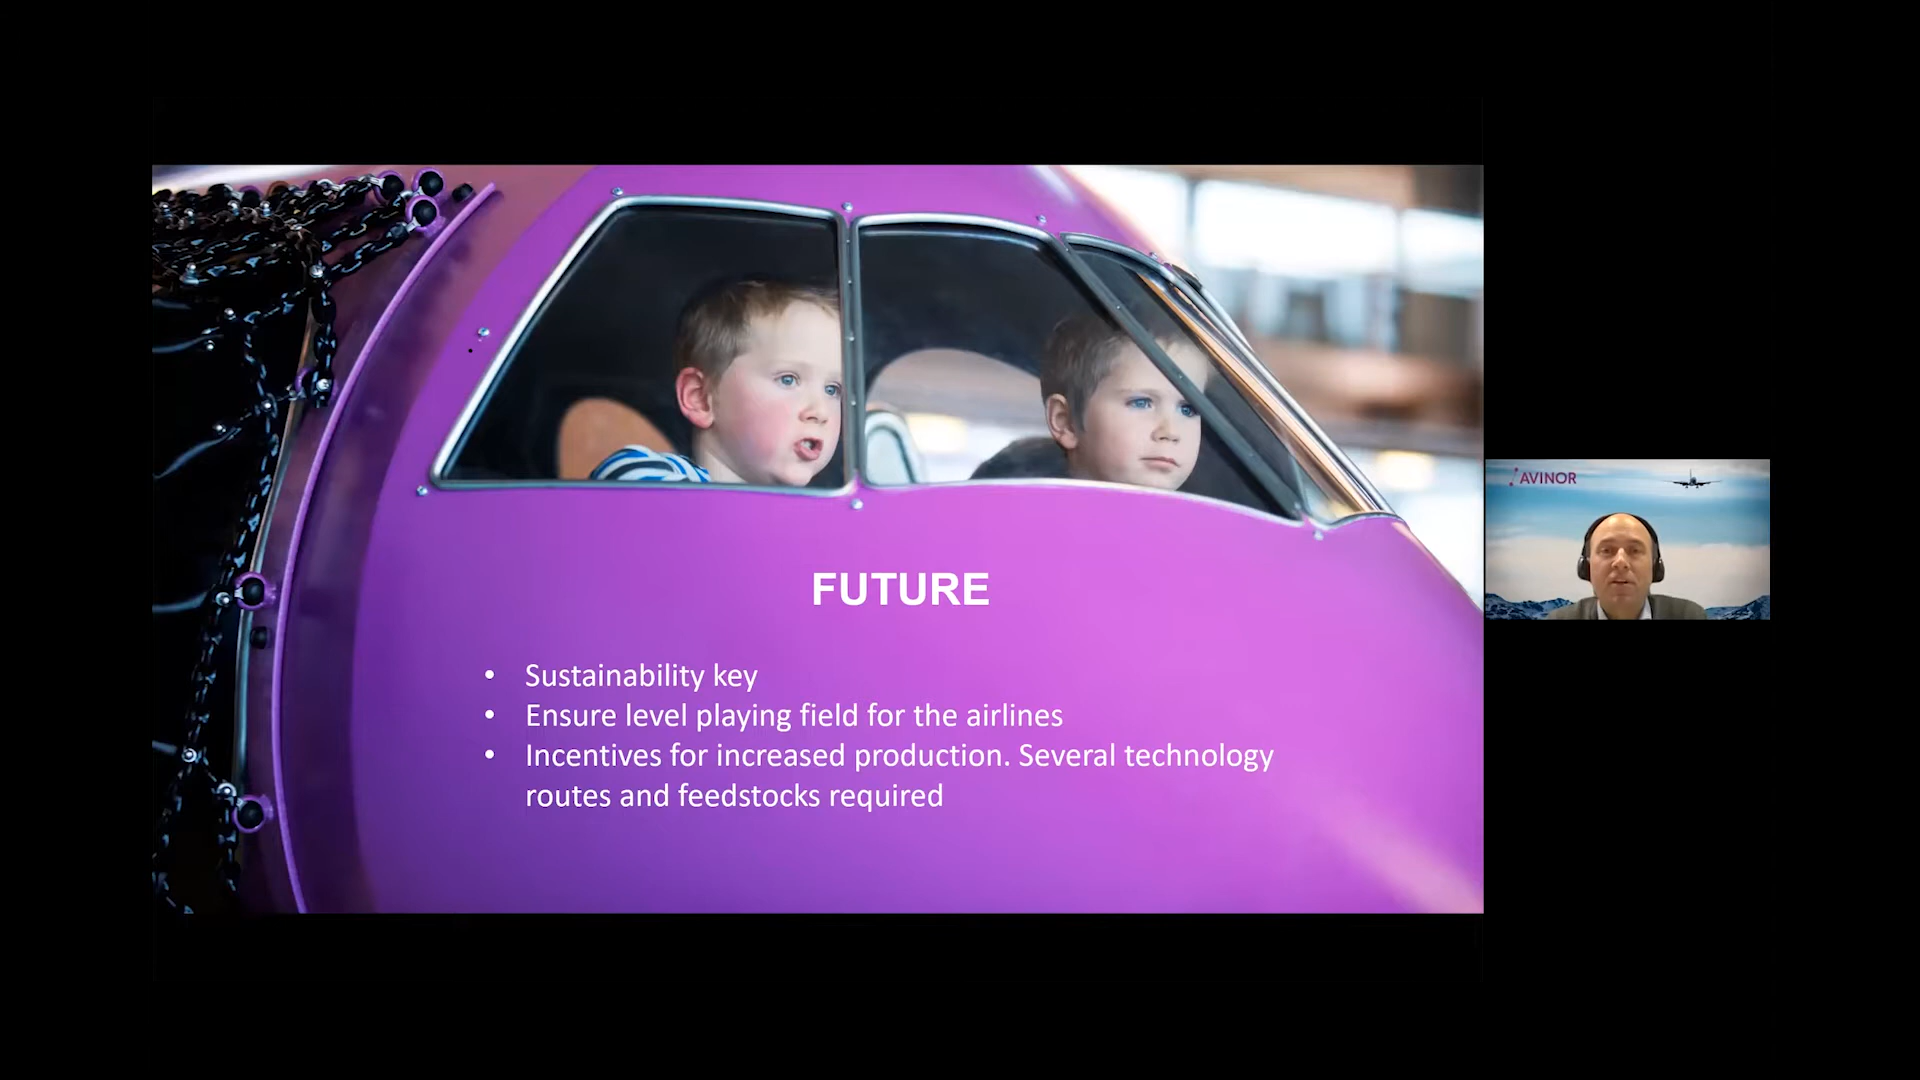 FUTURE
• Sustainability key
• Ensure level playing field for the airlines
• Incentives for increased production. Several technology
routes and feedstocks required
AVINOR